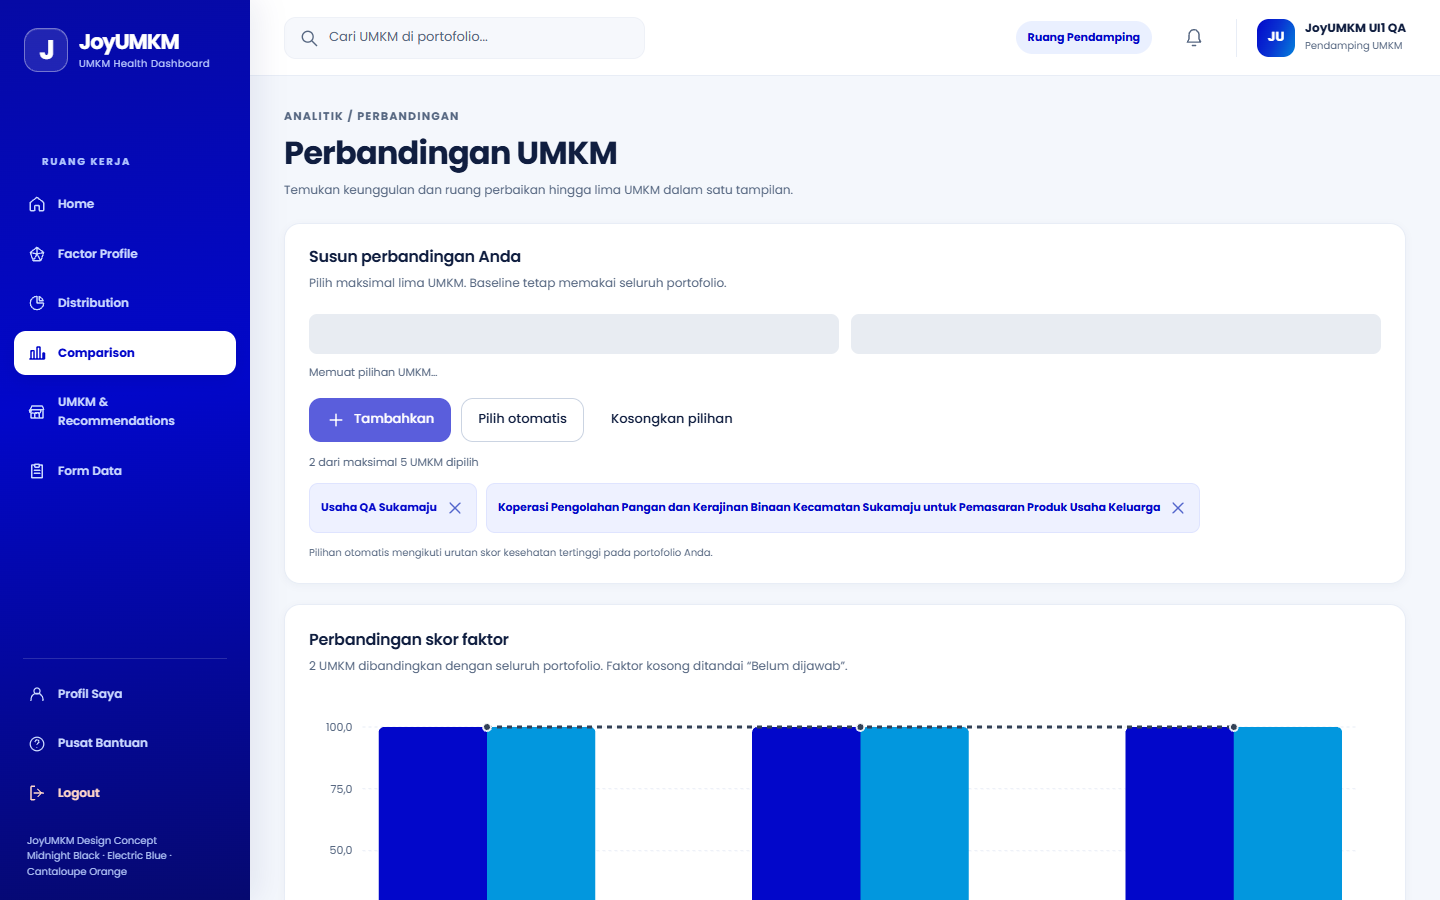 J
JoyUMKM
UMKM Health Dashboard
RUANG KERJA
Home
Factor Profile
Distribution
Comparison
UMKM &
Recommendations
Form Data
Profil Saya
Pusat Bantuan
Logout
JoyUMKM Design Concept
Midnight Black · Electric Blue ·
Cantaloupe Orange
Cari UMKM di portofolio...
Ruang Pendamping
JU
JoyUMKM UI1 QA
Pendamping UMKM
ANALITIK / PERBANDINGAN
Perbandingan UMKM
Temukan keunggulan dan ruang perbaikan hingga lima UMKM dalam satu tampilan.
Susun perbandingan Anda
Pilih maksimal lima UMKM. Baseline tetap memakai seluruh portofolio.
Memuat pilihan UMKM...
Tambahkan
Pilih otomatis
Kosongkan pilihan
2 dari maksimal 5 UMKM dipilih
Usaha QA Sukamaju
Koperasi Pengolahan Pangan dan Kerajinan Binaan Kecamatan Sukamaju untuk Pemasaran Produk Usaha Keluarga
Pilihan otomatis mengikuti urutan skor kesehatan tertinggi pada portofolio Anda.
Perbandingan skor faktor
2 UMKM dibandingkan dengan seluruh portofolio. Faktor kosong ditandai “Belum dijawab”.
100,0
75,0
50,0